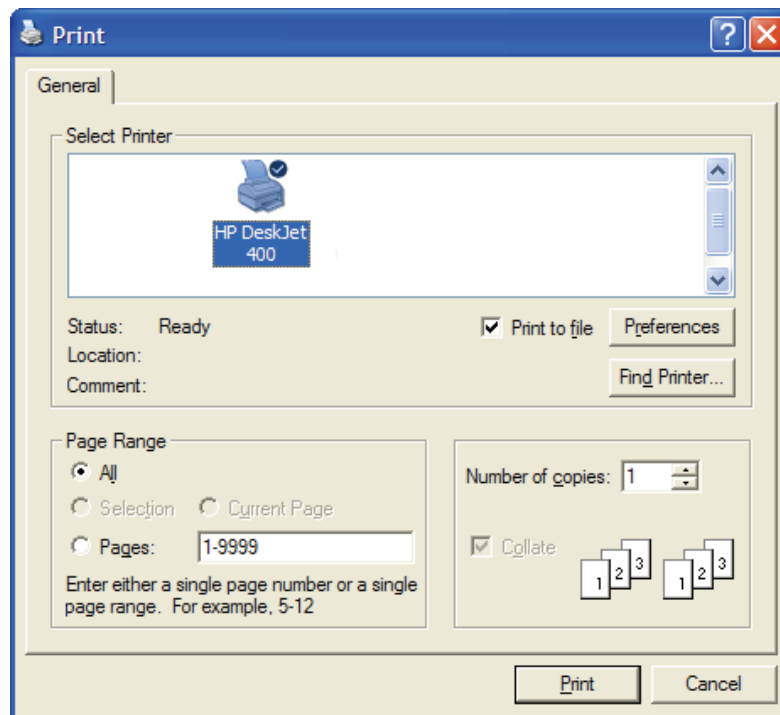 Print
General
Select Printer
HP DeskJet
400
Status: Ready
Print to file
Preferences
Location:
Comment:
Find Printer...
Page Range
All
Selection
Current Page
Pages: 1-9999
Enter either a single page number or a single
page range. For example, 5-12
Number of copies: 1
Collate
1 2 3
1 2 3
Print
Cancel